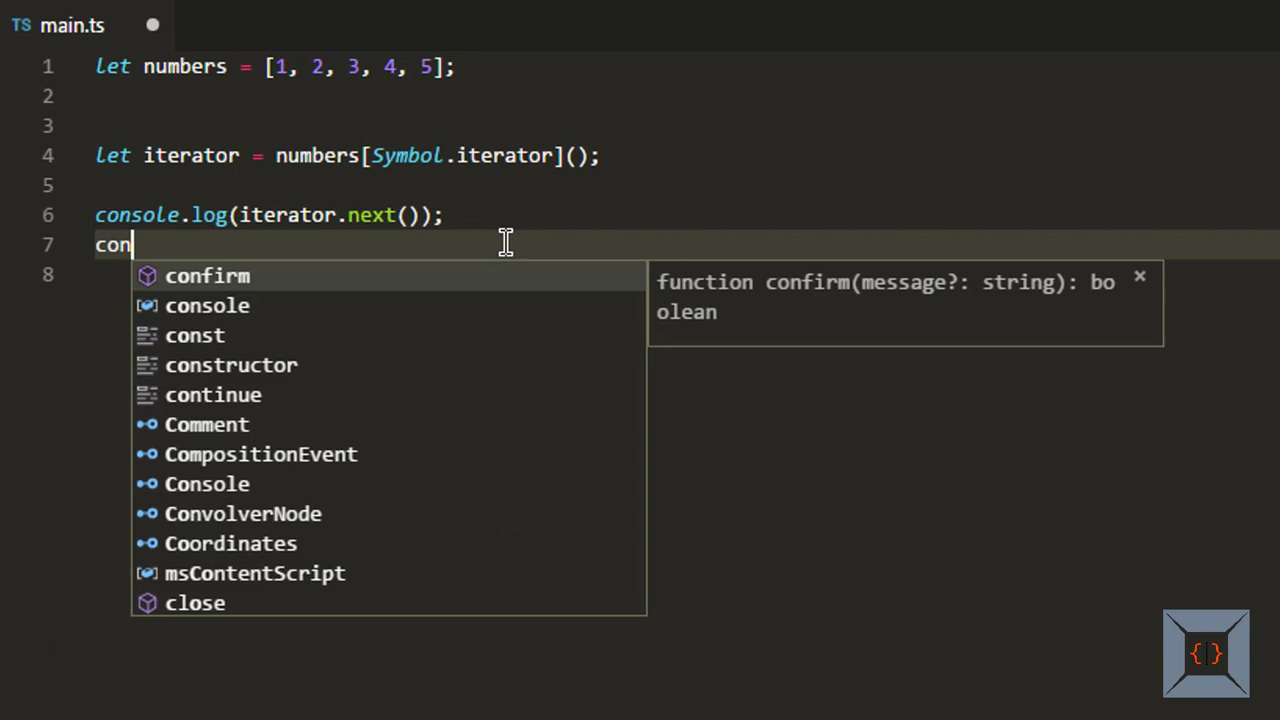 TS main.ts
1 let numbers = [1, 2, 3, 4, 5];
2
3
4 let iterator = numbers[Symbol.iterator]();
5
6 console.log(iterator.next());
7 con
8
confirm
console
const
constructor
continue
Comment
CompositionEvent
Console
ConvolverNode
Coordinates
msContentScript
close
function confirm(message?: string): bo
olean
×
{|}